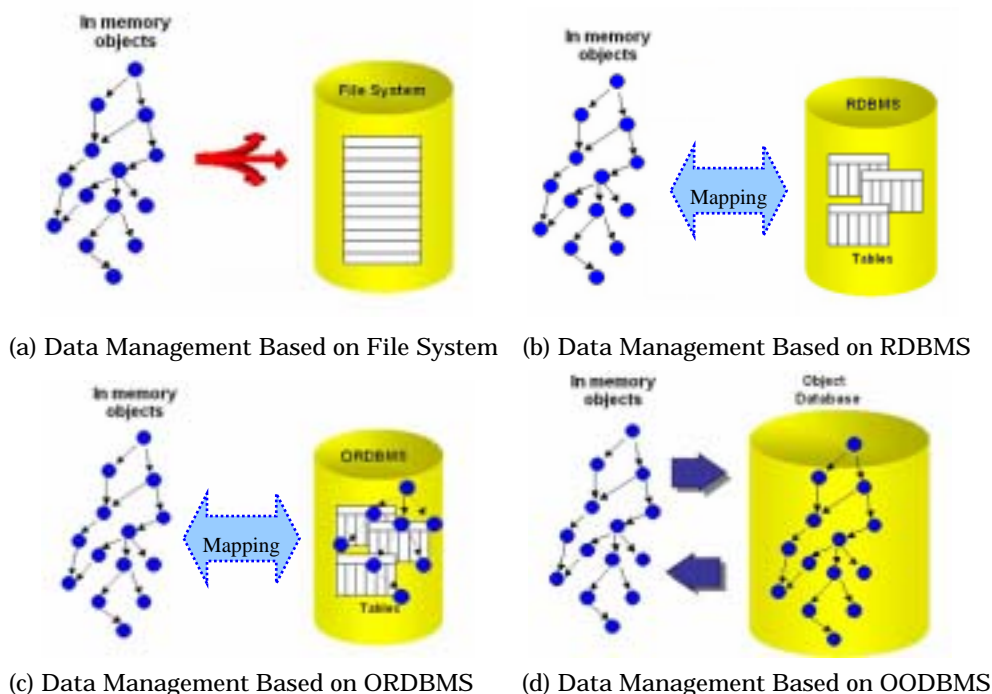 In memory
objects
File System
(a) Data Management Based on File System
In memory
objects
Mapping
RDBMS
Tables
(b) Data Management Based on RDBMS
In memory
objects
Mapping
ORDBMS
Tables
(c) Data Management Based on ORDBMS
In memory
objects
Object
Database
(d) Data Management Based on OODBMS